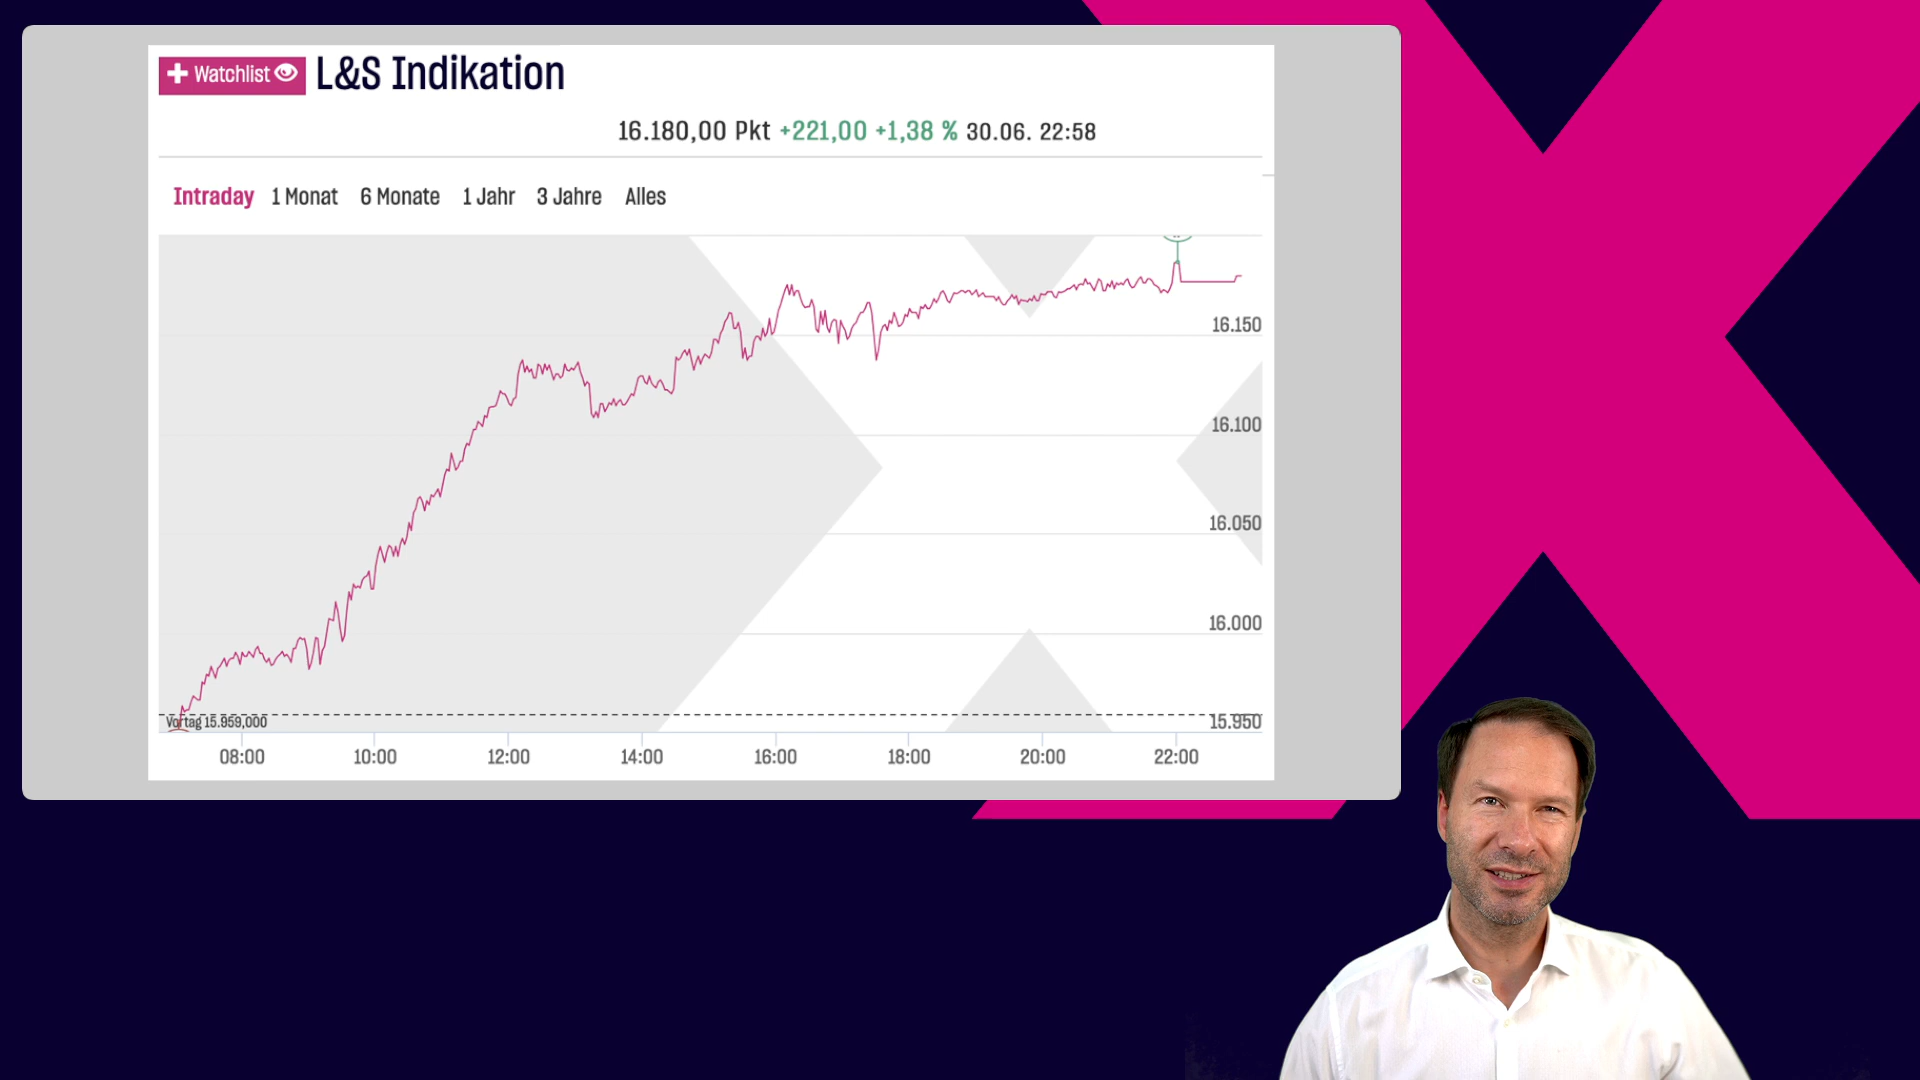 Watchlist L&S Indikation
16.180,00 Pkt +221,00 +1,38 % 30.06. 22:58
Intraday 1 Monat 6 Monate 1 Jahr 3 Jahre Alles
16.150
16.100
16.050
16.000
Vortag 15.959,000 15.950
08:00 10:00 12:00 14:00 16:00 18:00 20:00 22:00